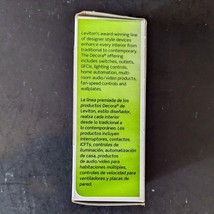 Leviton's award-winning line
of designer style devices
enhance every interior from
traditional to contemporary.
The Decora® offering
includes switches, outlets,
GFCIs, lighting controls,
home automation, multi-
room audio/video products,
fan speed controls and
wallplates.
La línea premiada de los
productos Decora® de
Leviton, estilo diseñador,
realza cada interior
desde lo tradicional a
lo contemporáneo. Los
productos incluyen
interruptores, contactos,
ICFTs, controles de
iluminación, automatización
de casa, productos
de audio/video para
habitaciones múltiples,
controles de velocidad para
ventiladores y placas de
pared.